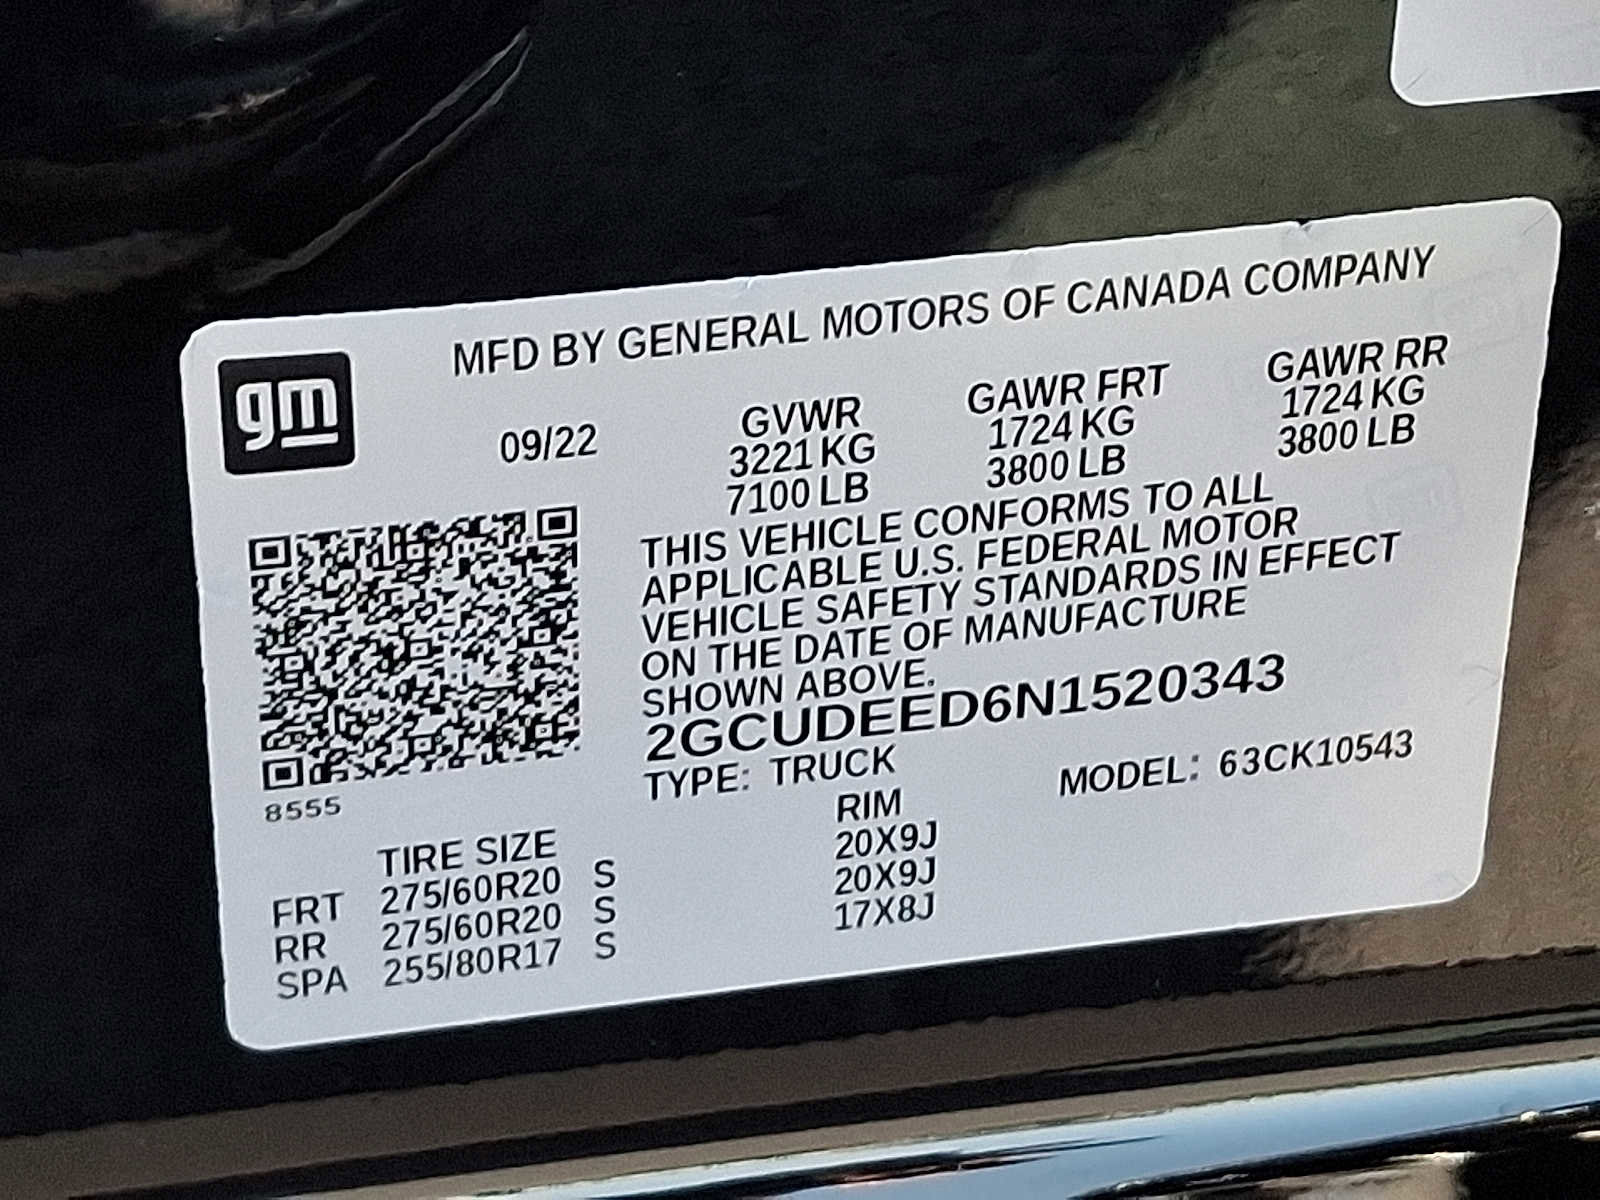 MFD BY GENERAL MOTORS OF CANADA COMPANY
gm
09/22
GVWR GAWR FRT GAWR RR
3221 KG 1724 KG 1724 KG
7100 LB 3800 LB 3800 LB
THIS VEHICLE CONFORMS TO ALL
APPLICABLE U.S. FEDERAL MOTOR
VEHICLE SAFETY STANDARDS IN EFFECT
ON THE DATE OF MANUFACTURE
SHOWN ABOVE.
2GCUDEED6N1520343
TYPE: TRUCK MODEL: 63CK10543
8555
TIRE SIZE RIM
FRT 275/60R20 S 20X9J
RR 275/60R20 S 20X9J
SPA 255/80R17 S 17X8J